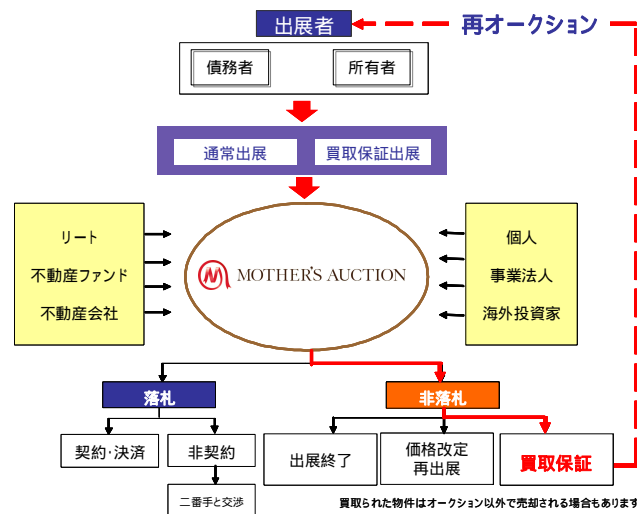 出展者
再オークション
債務者
所有者
通常出展
買取保証出展
リート
不動産ファンド
不動産会社
MOTHER'S AUCTION
個人
事業法人
海外投資家
落札
非落札
契約・決済
非契約
出展終了
価格改定
再出展
買取保証
二番手と交渉
買取られた物件はオークション以外で売却される場合もあります